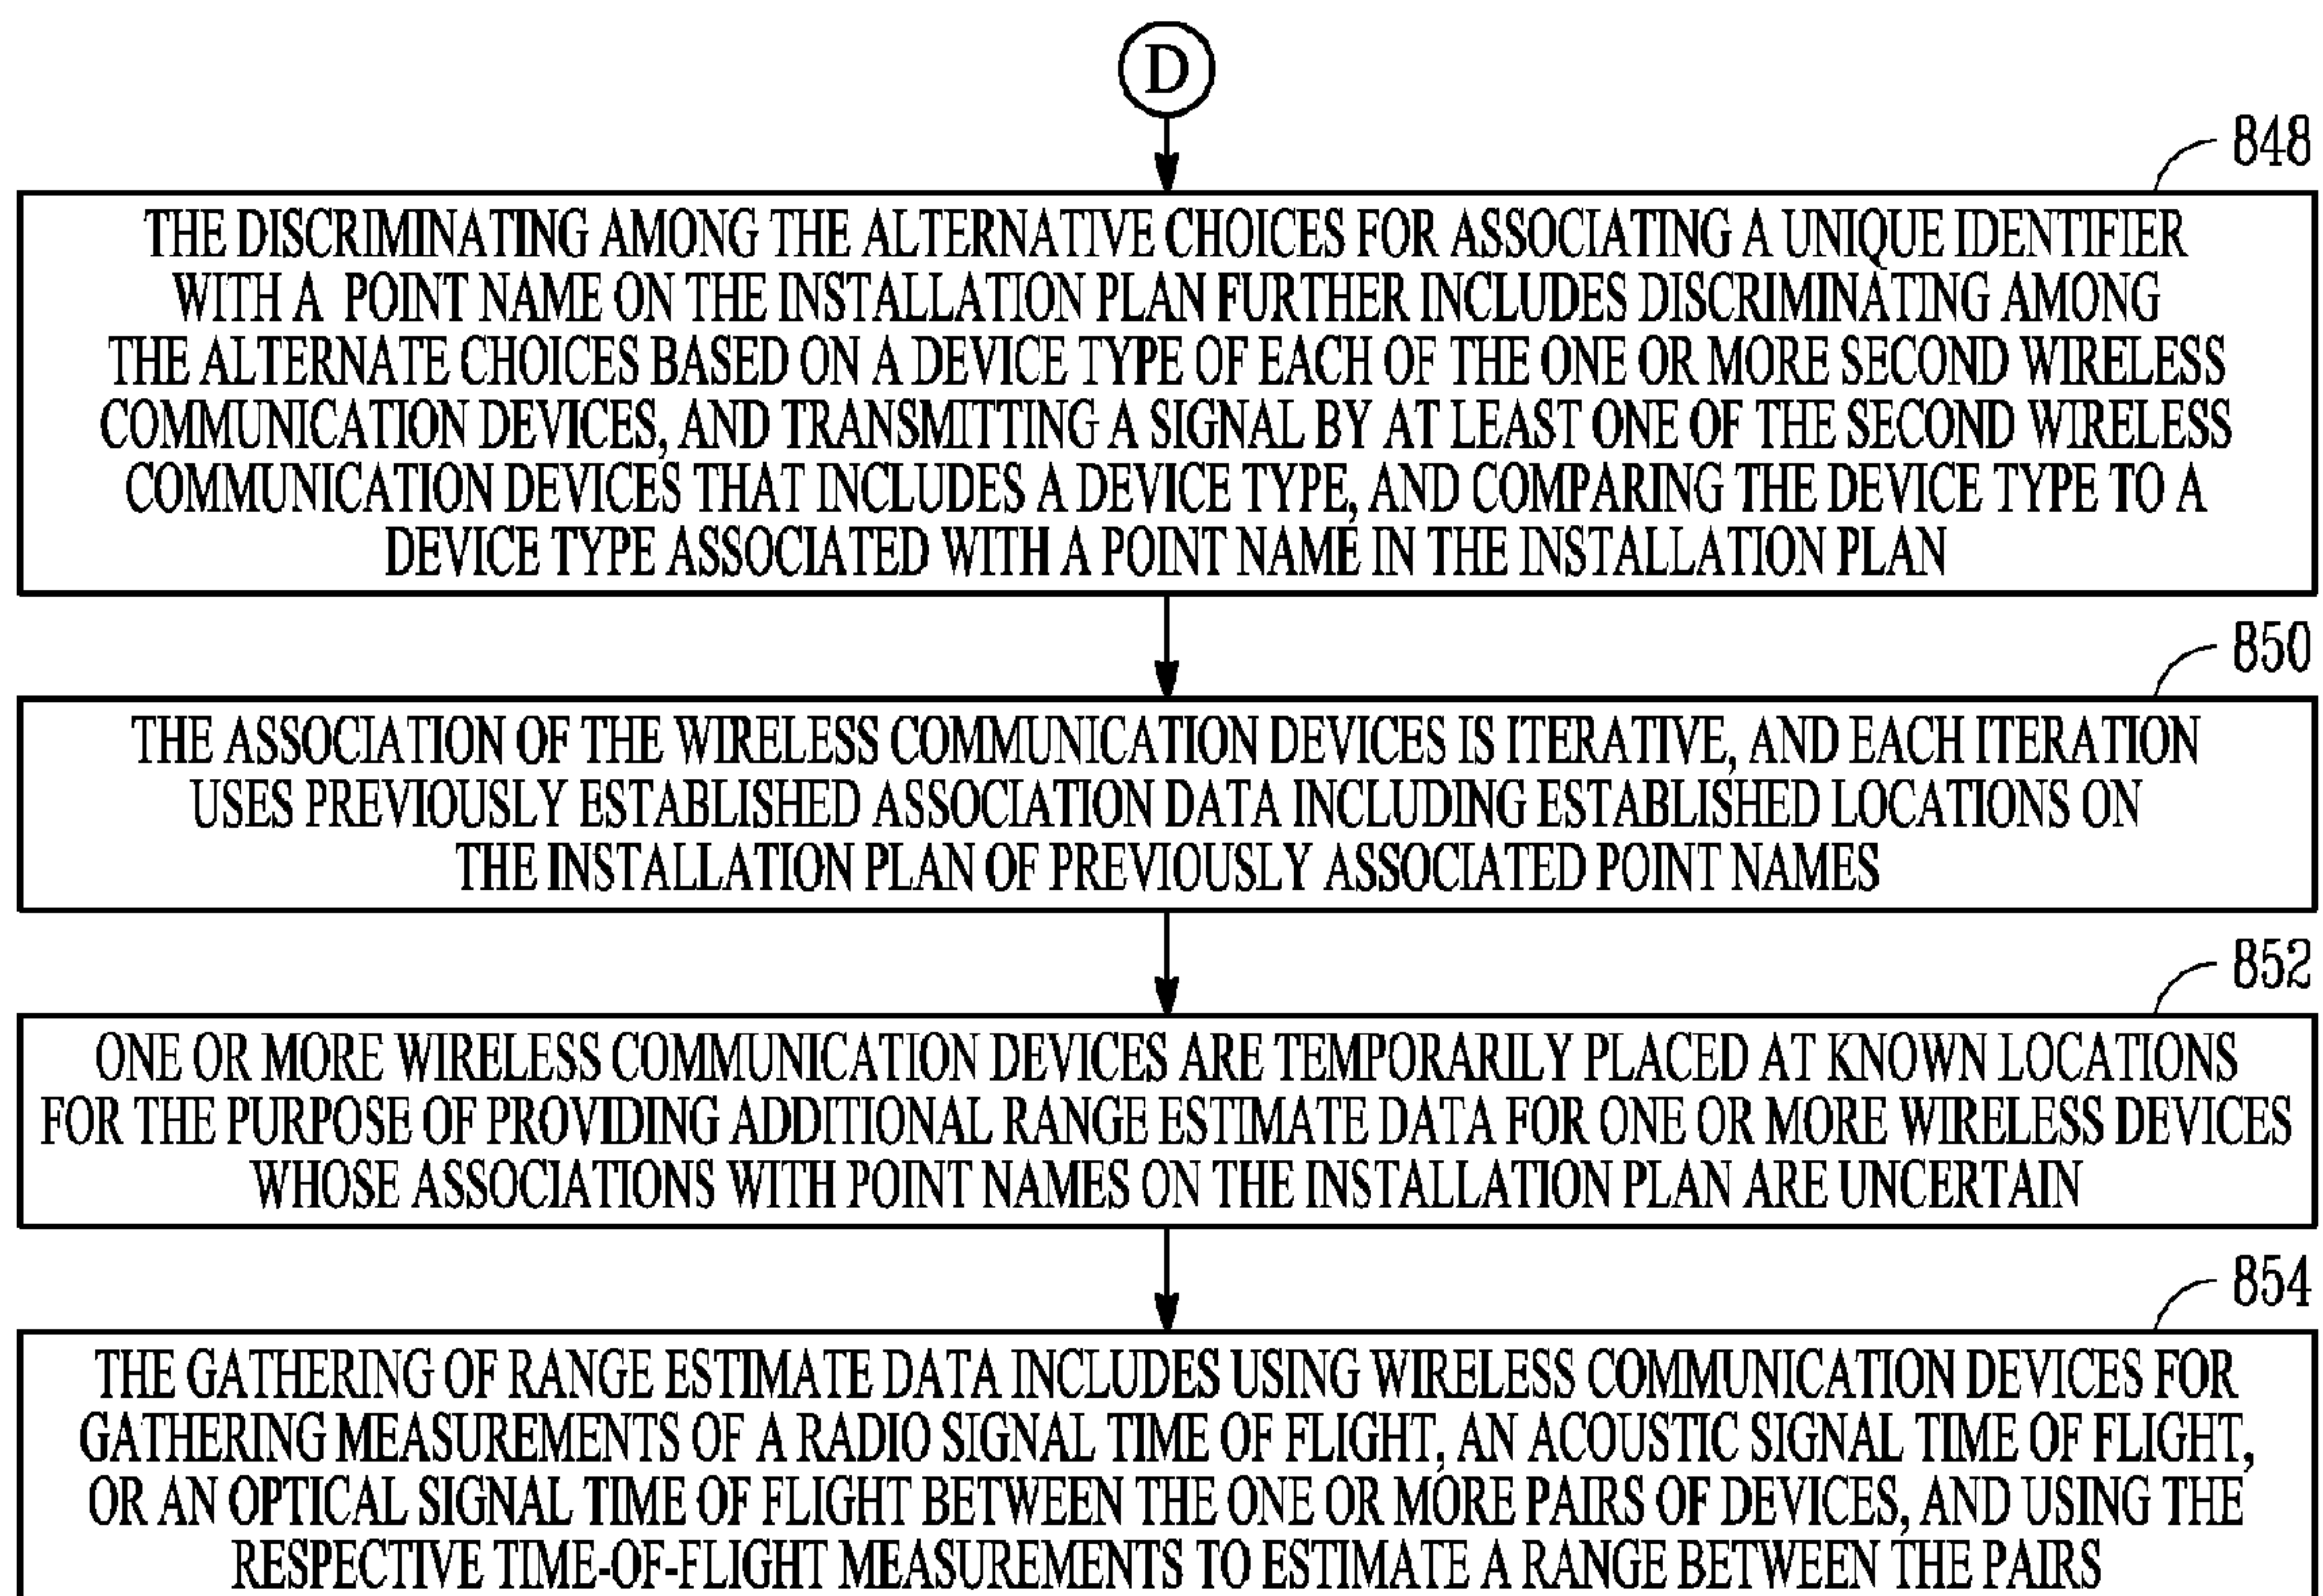 D
848
THE DISCRIMINATING AMONG THE ALTERNATIVE CHOICES FOR ASSOCIATING A UNIQUE IDENTIFIER
WITH A POINT NAME ON THE INSTALLATION PLAN FURTHER INCLUDES DISCRIMINATING AMONG
THE ALTERNATE CHOICES BASED ON A DEVICE TYPE OF EACH OF THE ONE OR MORE SECOND WIRELESS
COMMUNICATION DEVICES, AND TRANSMITTING A SIGNAL BY AT LEAST ONE OF THE SECOND WIRELESS
COMMUNICATION DEVICES THAT INCLUDES A DEVICE TYPE, AND COMPARING THE DEVICE TYPE TO A
DEVICE TYPE ASSOCIATED WITH A POINT NAME IN THE INSTALLATION PLAN
850
THE ASSOCIATION OF THE WIRELESS COMMUNICATION DEVICES IS ITERATIVE, AND EACH ITERATION
USES PREVIOUSLY ESTABLISHED ASSOCIATION DATA INCLUDING ESTABLISHED LOCATIONS ON
THE INSTALLATION PLAN OF PREVIOUSLY ASSOCIATED POINT NAMES
852
ONE OR MORE WIRELESS COMMUNICATION DEVICES ARE TEMPORARILY PLACED AT KNOWN LOCATIONS
FOR THE PURPOSE OF PROVIDING ADDITIONAL RANGE ESTIMATE DATA FOR ONE OR MORE WIRELESS DEVICES
WHOSE ASSOCIATIONS WITH POINT NAMES ON THE INSTALLATION PLAN ARE UNCERTAIN
854
THE GATHERING OF RANGE ESTIMATE DATA INCLUDES USING WIRELESS COMMUNICATION DEVICES FOR
GATHERING MEASUREMENTS OF A RADIO SIGNAL TIME OF FLIGHT, AN ACOUSTIC SIGNAL TIME OF FLIGHT,
OR AN OPTICAL SIGNAL TIME OF FLIGHT BETWEEN THE ONE OR MORE PAIRS OF DEVICES, AND USING THE
RESPECTIVE TIME-OF-FLIGHT MEASUREMENTS TO ESTIMATE A RANGE BETWEEN THE PAIRS